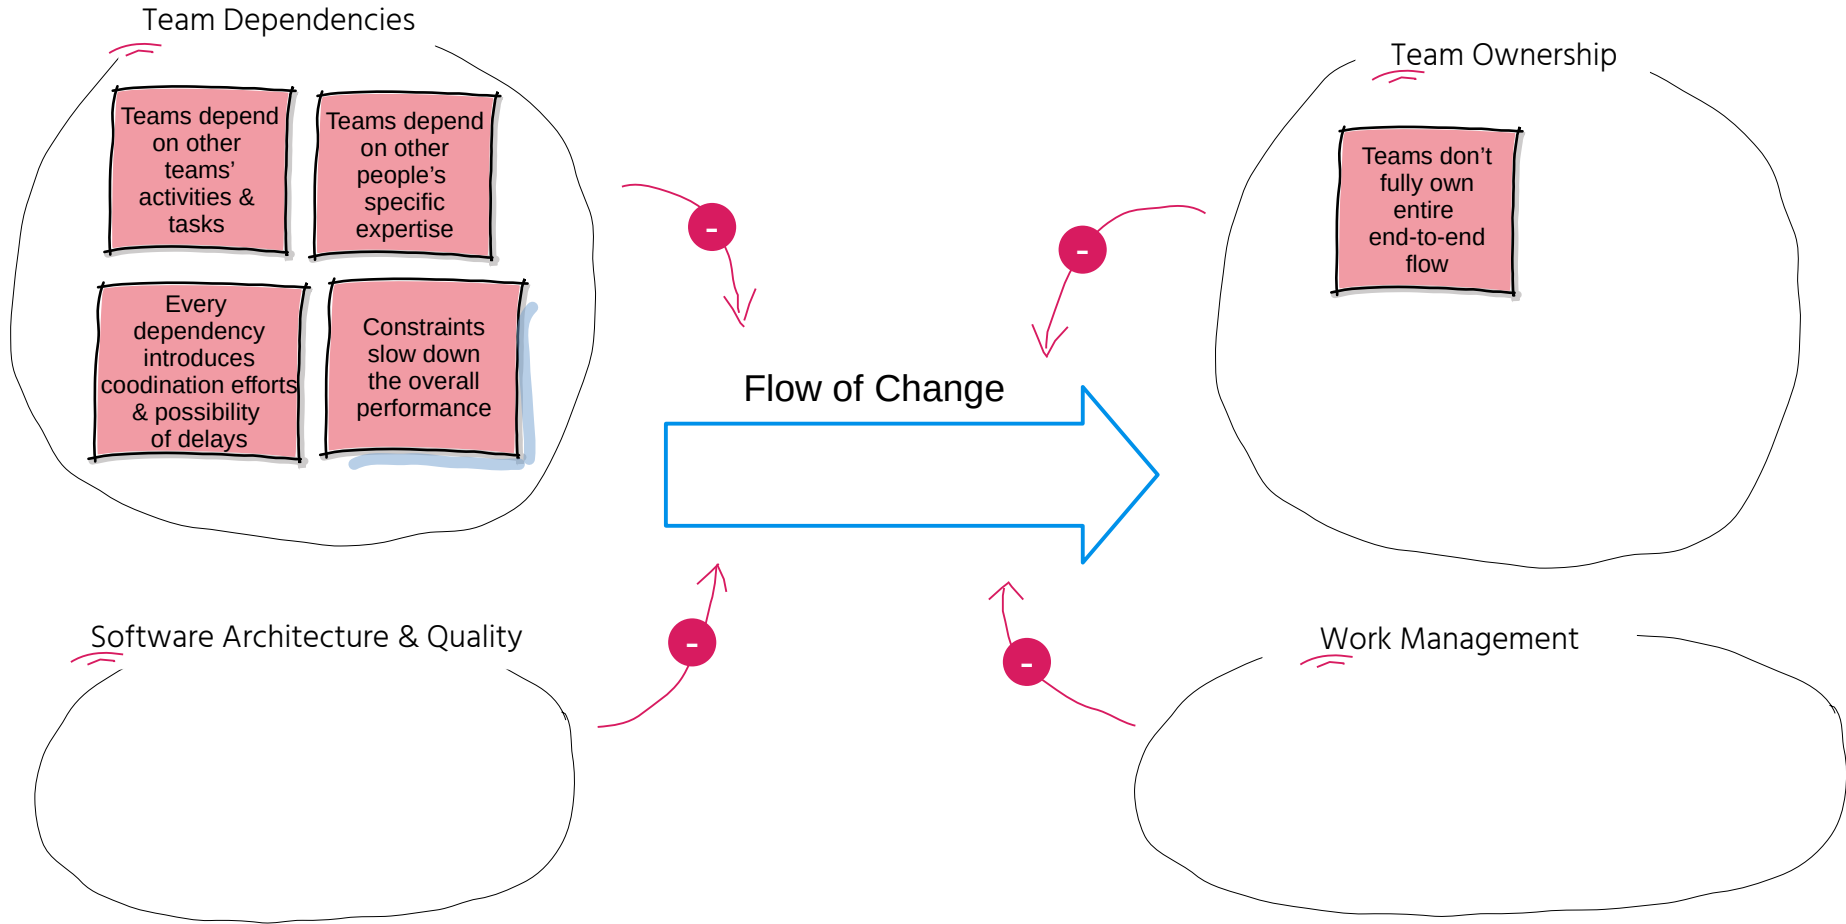 Team Dependencies
Teams depend
on other
teams’
activities &
tasks
Teams depend
on other
people’s
specific
expertise
Every
dependency
introduces
coodination efforts
& possibility
of delays
Constraints
slow down
the overall
performance
Team Ownership
Teams don’t
fully own
entire
end-to-end
flow
-
-
Flow of Change
Software Architecture & Quality
-
Work Management
-